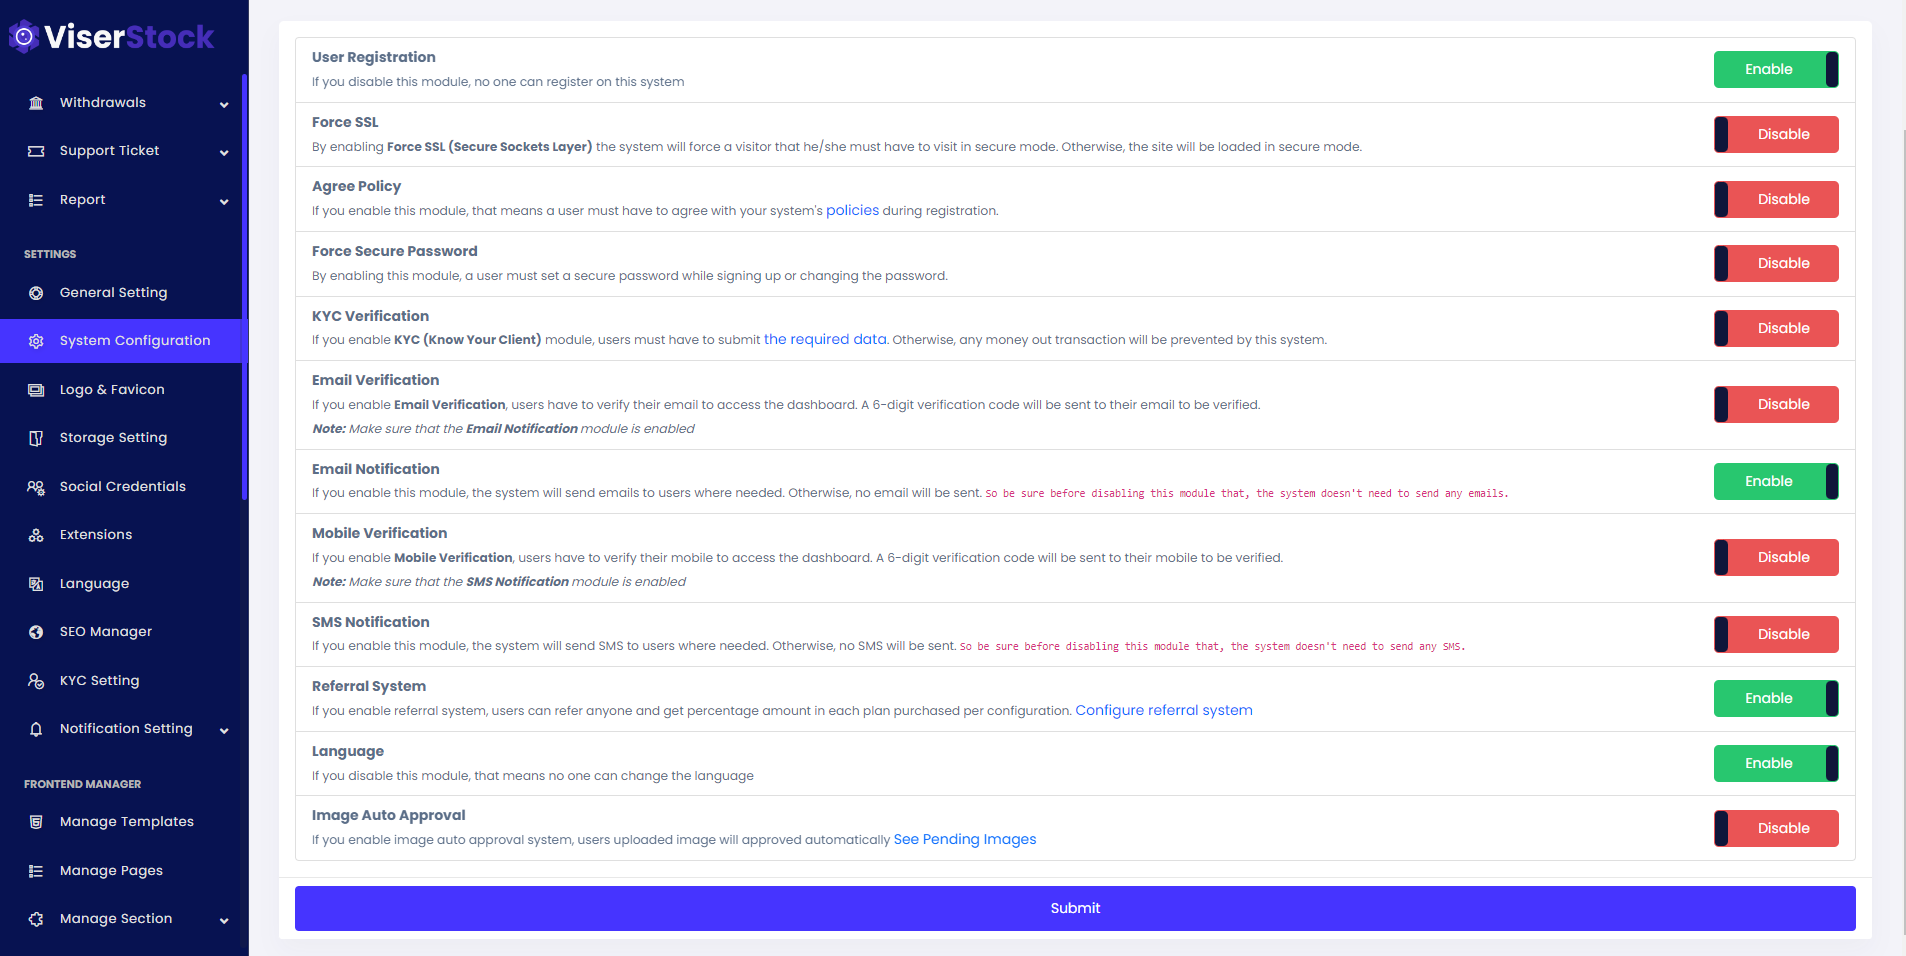 ViserStock
Withdrawals
Support Ticket
Report
SETTINGS
General Setting
System Configuration
Logo & Favicon
Storage Setting
Social Credentials
Extensions
Language
SEO Manager
KYC Setting
Notification Setting
FRONTEND MANAGER
Manage Templates
Manage Pages
Manage Section
User Registration
If you disable this module, no one can register on this system
Enable
Force SSL
By enabling Force SSL (Secure Sockets Layer) the system will force a visitor that he/she must have to visit in secure mode. Otherwise, the site will be loaded in secure mode.
Disable
Agree Policy
If you enable this module, that means a user must have to agree with your system's policies during registration.
Disable
Force Secure Password
By enabling this module, a user must set a secure password while signing up or changing the password.
Disable
KYC Verification
If you enable KYC (Know Your Client) module, users must have to submit the required data. Otherwise, any money out transaction will be prevented by this system.
Disable
Email Verification
If you enable Email Verification, users have to verify their email to access the dashboard. A 6-digit verification code will be sent to their email to be verified.
Note: Make sure that the Email Notification module is enabled
Disable
Email Notification
If you enable this module, the system will send emails to users where needed. Otherwise, no email will be sent. So be sure before disabling this module that, the system doesn't need to send any emails.
Enable
Mobile Verification
If you enable Mobile Verification, users have to verify their mobile to access the dashboard. A 6-digit verification code will be sent to their mobile to be verified.
Note: Make sure that the SMS Notification module is enabled
Disable
SMS Notification
If you enable this module, the system will send SMS to users where needed. Otherwise, no SMS will be sent. So be sure before disabling this module that, the system doesn't need to send any SMS.
Disable
Referral System
If you enable referral system, users can refer anyone and get percentage amount in each plan purchased per configuration. Configure referral system
Enable
Language
If you disable this module, that means no one can change the language
Enable
Image Auto Approval
If you enable image auto approval system, users uploaded image will approved automatically See Pending Images
Disable
Submit